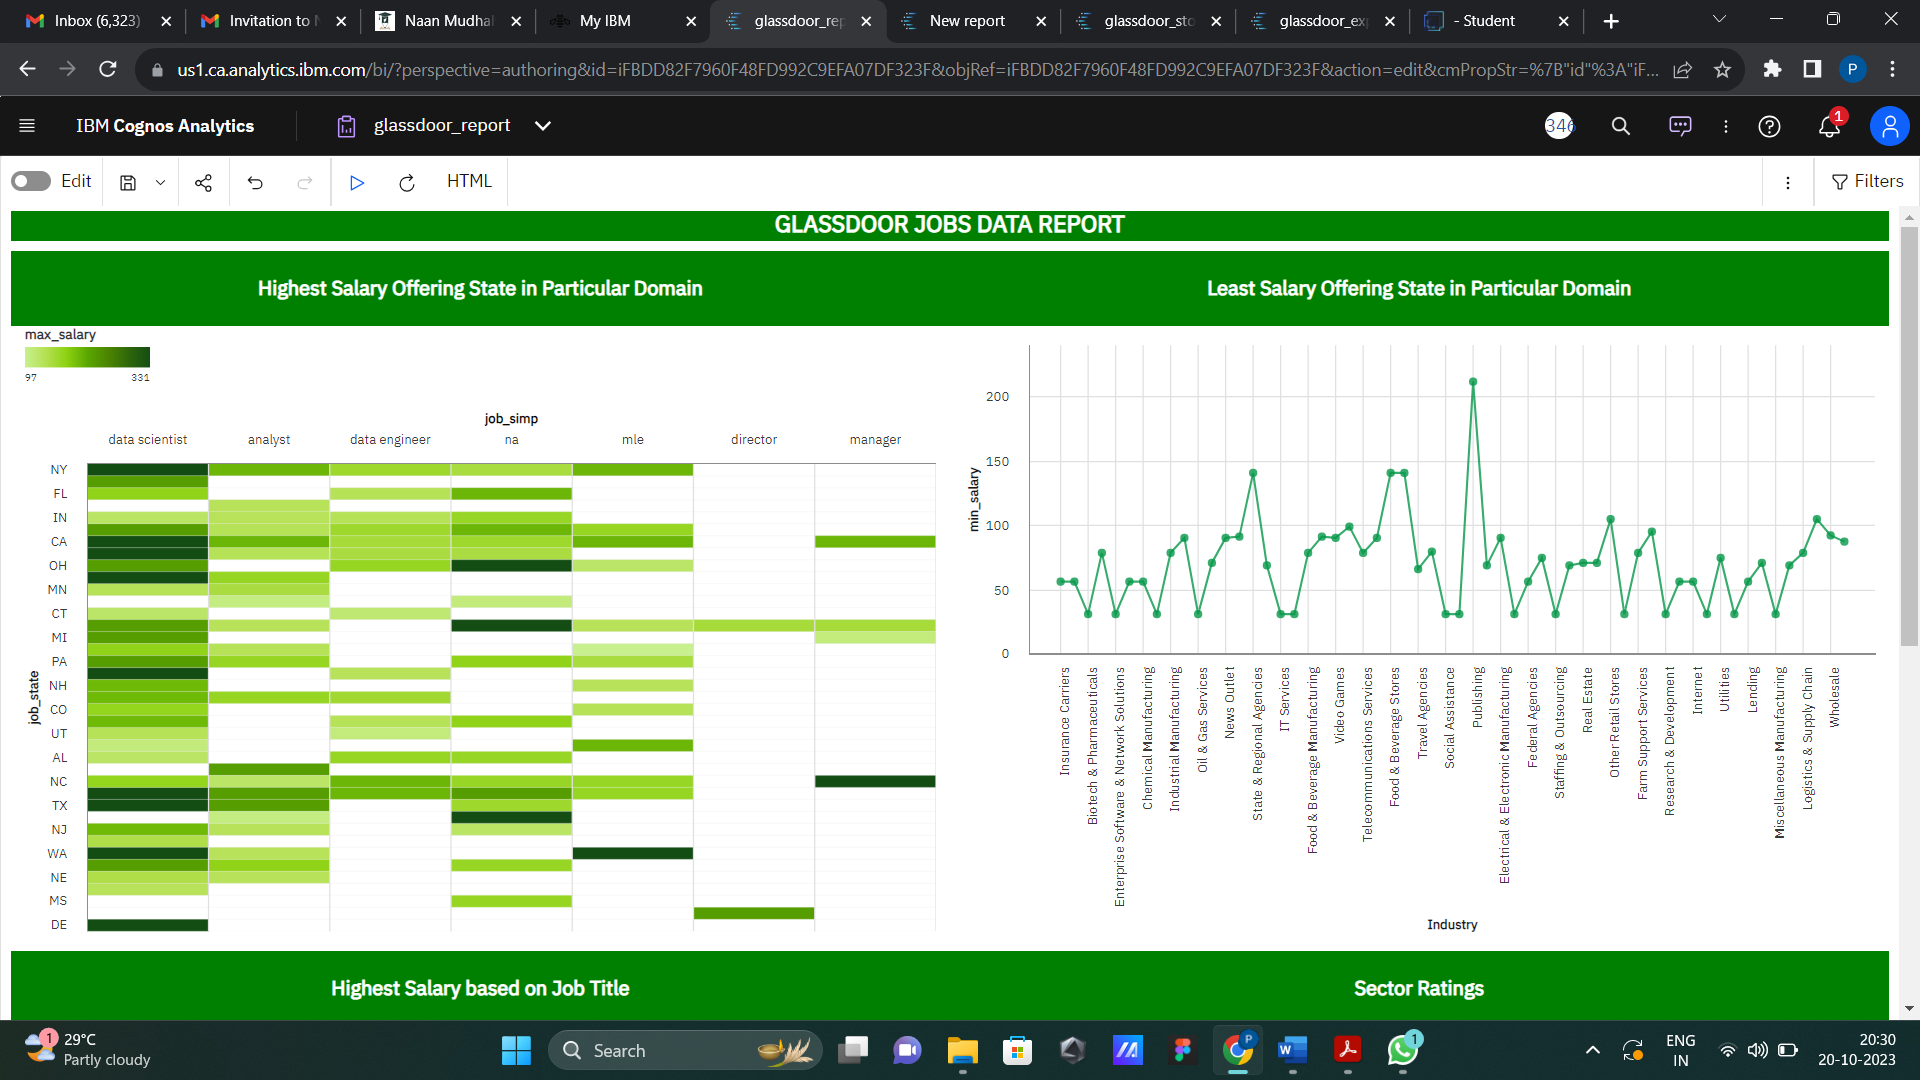 Inbox (6,323)
Invitation to N
Naan Mudhal
My IBM
glassdoor_rep
New report
glassdoor_sto
glassdoor_exp
- Student
us1.ca.analytics.ibm.com/bi/?perspective=authoring&id=iFBDD82F7960F48FD992C9EFA07DF323F&objRef=iFBDD82F7960F48FD992C9EFA07DF323F&action=edit&cmPropStr=%7B"id"%3A"iF...
P
IBM Cognos Analytics
glassdoor_report
346
1
Edit
HTML
Filters
GLASSDOOR JOBS DATA REPORT
Highest Salary Offering State in Particular Domain
Least Salary Offering State in Particular Domain
max_salary
97 331
job_simp
data scientist analyst data engineer na mle director manager
job_state
NY
FL
IN
CA
OH
MN
CT
MI
PA
NH
CO
UT
AL
NC
TX
NJ
WA
NE
MS
DE
min_salary
200
150
100
50
0
Insurance Carriers
Biotech & Pharmaceuticals
Enterprise Software & Network Solutions
Chemical Manufacturing
Industrial Manufacturing
Oil & Gas Services
News Outlet
State & Regional Agencies
IT Services
Food & Beverage Manufacturing
Video Games
Telecommunications Services
Food & Beverage Stores
Travel Agencies
Social Assistance
Publishing
Electrical & Electronic Manufacturing
Federal Agencies
Staffing & Outsourcing
Real Estate
Other Retail Stores
Farm Support Services
Research & Development
Internet
Utilities
Lending
Miscellaneous Manufacturing
Logistics & Supply Chain
Wholesale
Industry
Highest Salary based on Job Title
Sector Ratings
1
29°C
Partly cloudy
Search
P
W
1
ENG
IN
20:30
20-10-2023